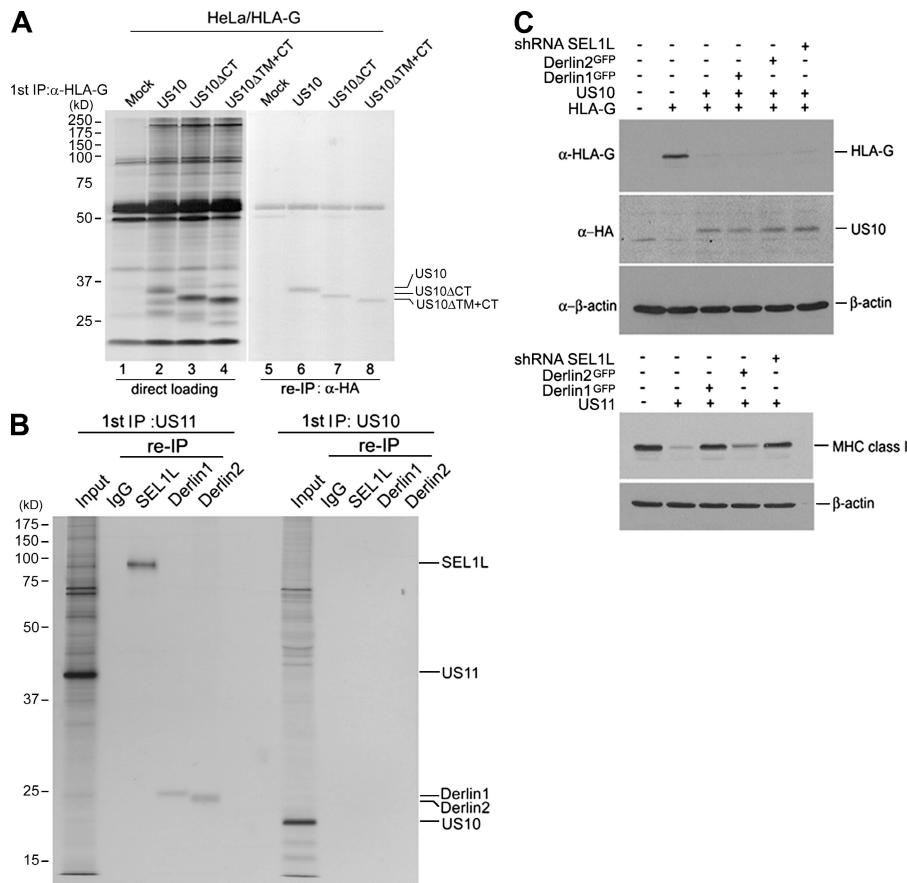 A
HeLa/HLA-G
1st IP:α-HLA-G
Mock US10 US10ΔCT US10ΔTM+CT Mock US10 US10ΔCT US10ΔTM+CT
(kD)
250
175
150
100
75
50
37
25
US10
US10ΔCT
US10ΔTM+CT
1 2 3 4 5 6 7 8
direct loading re-IP: α-HA
B
1st IP :US11 1st IP: US10
re-IP re-IP
Input IgG SEL1L Derlin1 Derlin2 Input IgG SEL1L Derlin1 Derlin2
(kD)
175
150
100
75
50
37
25
15
SEL1L
US11
Derlin1
Derlin2
US10
C
shRNA SEL1L - - - - - +
Derlin2GFP - - - - + -
Derlin1GFP - - - + - -
US10 - - + + + +
HLA-G - + + + + +
α-HLA-G HLA-G
α-HA US10
α-β-actin β-actin
shRNA SEL1L - - - - +
Derlin2GFP - - - + -
Derlin1GFP - - + - -
US11 - + + + +
MHC class I
β-actin